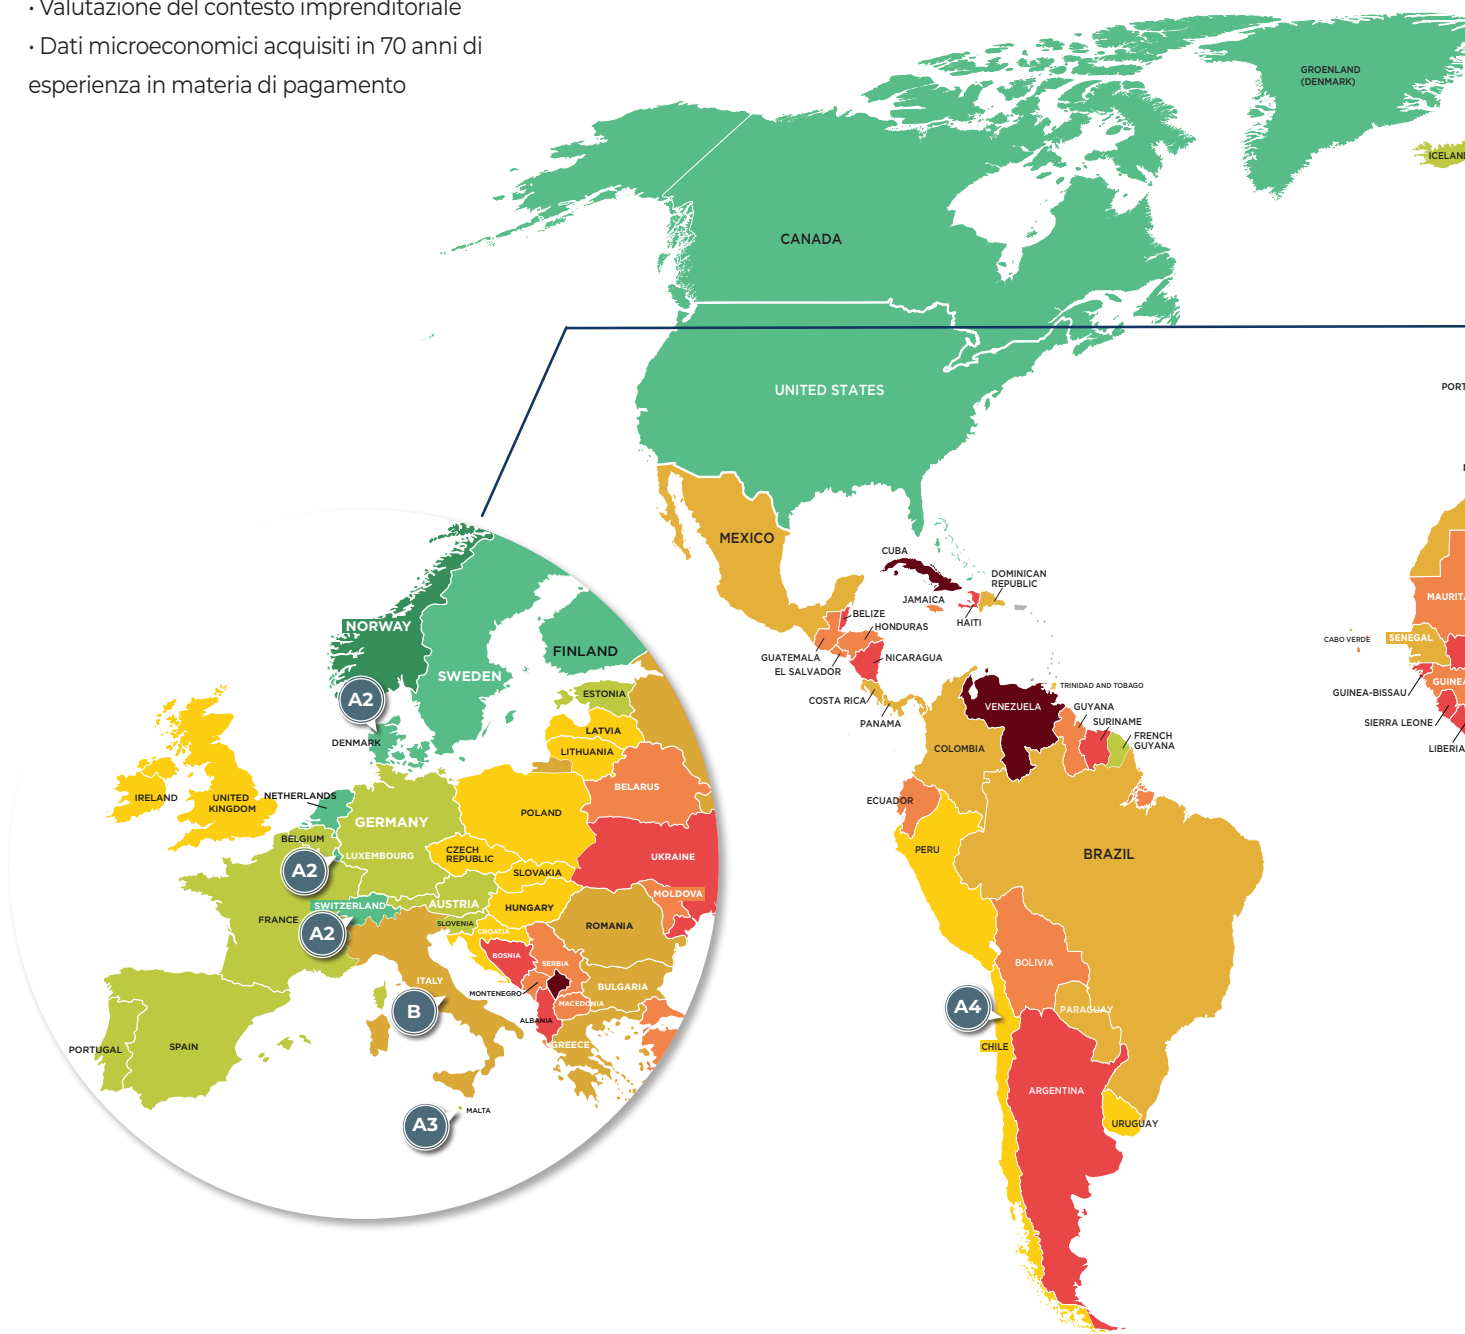 • Valutazione del contesto imprenditoriale
• Dati microeconomici acquisiti in 70 anni di
esperienza in materia di pagamento
GROENLAND
(DENMARK)
ICELAN
CANADA
UNITED STATES
PORT
MEXICO
CUBA
DOMINICAN
REPUBLIC
JAMAICA
HAITI
BELIZE
HONDURAS
GUATEMALA
EL SALVADOR
NICARAGUA
COSTA RICA
PANAMA
TRINIDAD AND TOBAGO
VENEZUELA
GUYANA
SURINAME
FRENCH
GUYANA
COLOMBIA
ECUADOR
PERU
BRAZIL
BOLIVIA
PARAGUAY
A4
CHILE
ARGENTINA
URUGUAY
MAURITA
CABO VERDE
SENEGAL
GUINEA
GUINEA-BISSAU
SIERRA LEONE
LIBERIA
NORWAY
FINLAND
SWEDEN
A2
ESTONIA
DENMARK
LATVIA
LITHUANIA
BELARUS
IRELAND
UNITED
KINGDOM
NETHERLANDS
POLAND
GERMANY
BELGIUM
LUXEMBOURG
CZECH
REPUBLIC
UKRAINE
A2
SLOVAKIA
MOLDOVA
SWITZERLAND
AUSTRIA
HUNGARY
FRANCE
A2
SLOVENIA
CROATIA
ROMANIA
BOSNIA
SERBIA
ITALY
MONTENEGRO
BULGARIA
MACEDONIA
B
ALBANIA
GREECE
PORTUGAL
SPAIN
A3
MALTA